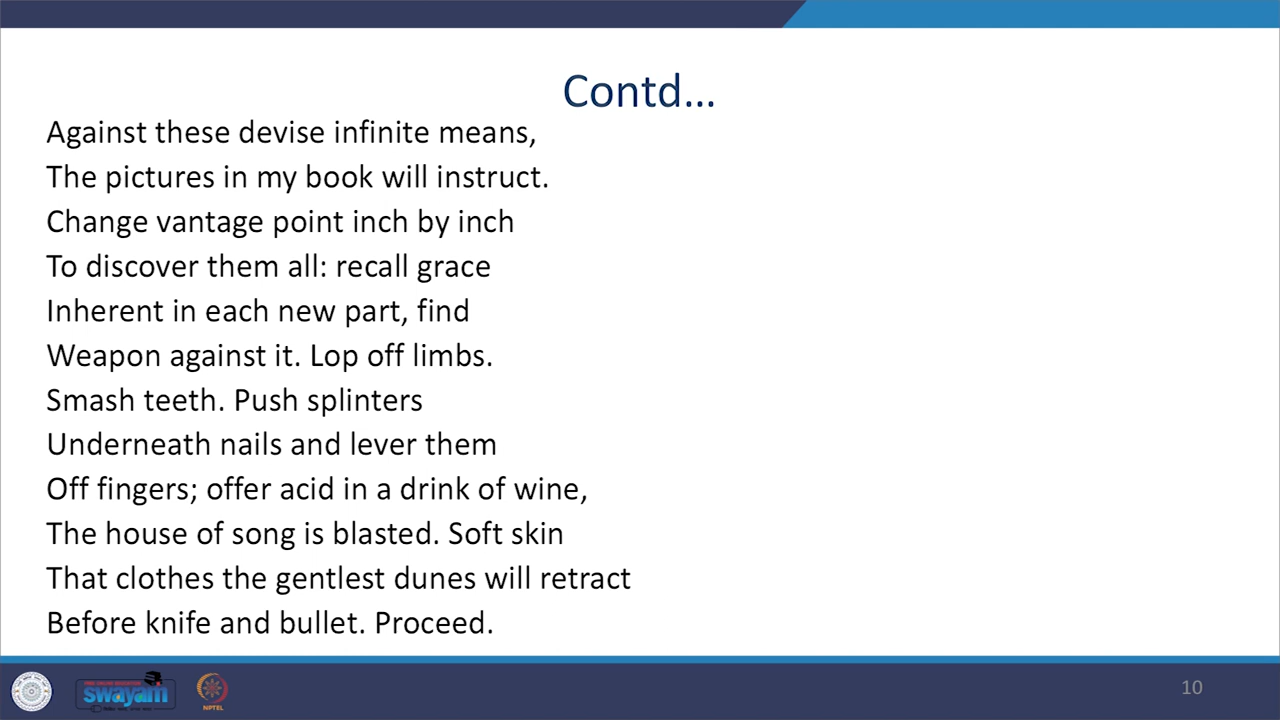 Contd...
Against these devise infinite means,
The pictures in my book will instruct.
Change vantage point inch by inch
To discover them all: recall grace
Inherent in each new part, find
Weapon against it. Lop off limbs.
Smash teeth. Push splinters
Underneath nails and lever them
Off fingers; offer acid in a drink of wine,
The house of song is blasted. Soft skin
That clothes the gentlest dunes will retract
Before knife and bullet. Proceed.
swayam
NPTEL
10